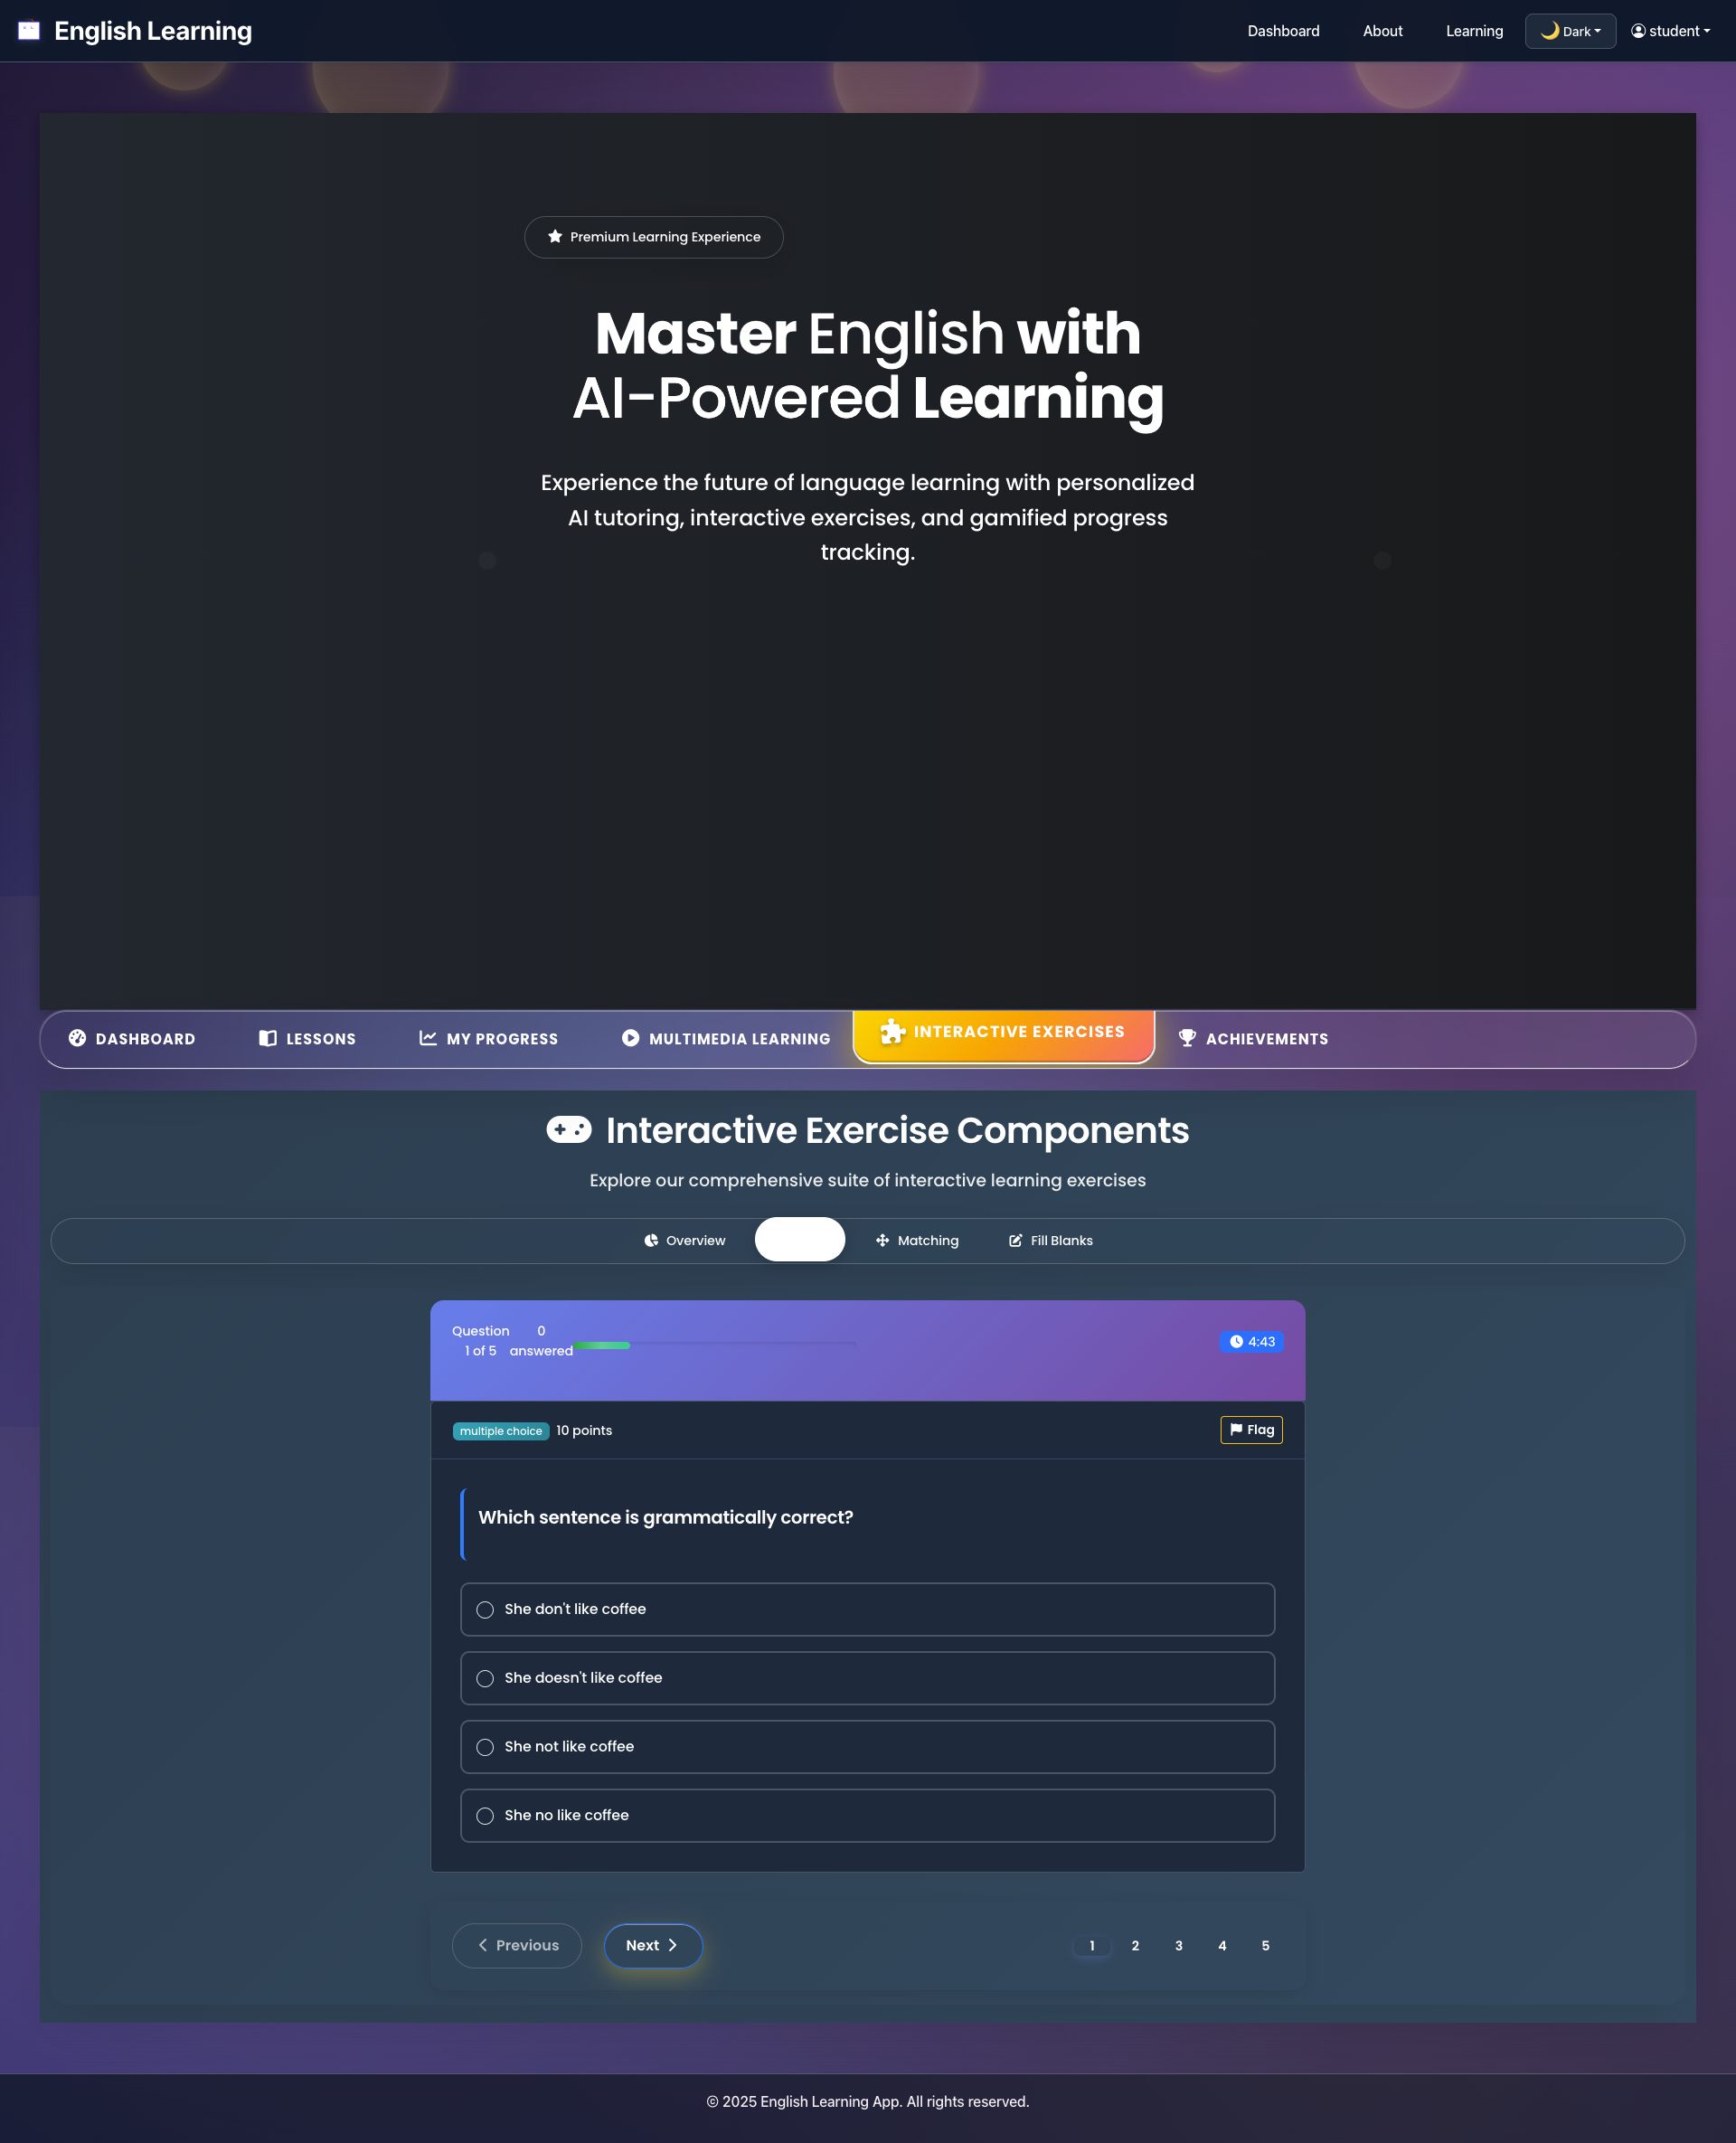 English Learning
Dashboard
About
Learning
Dark
student
Premium Learning Experience
Master English with
AI-Powered Learning
Experience the future of language learning with personalized
AI tutoring, interactive exercises, and gamified progress
tracking.
DASHBOARD
LESSONS
MY PROGRESS
MULTIMEDIA LEARNING
INTERACTIVE EXERCISES
ACHIEVEMENTS
Interactive Exercise Components
Explore our comprehensive suite of interactive learning exercises
Overview
Matching
Fill Blanks
Question
1 of 5
0
answered
4:43
multiple choice
10 points
Flag
Which sentence is grammatically correct?
She don't like coffee
She doesn't like coffee
She not like coffee
She no like coffee
Previous
Next
1
2
3
4
5
© 2025 English Learning App. All rights reserved.